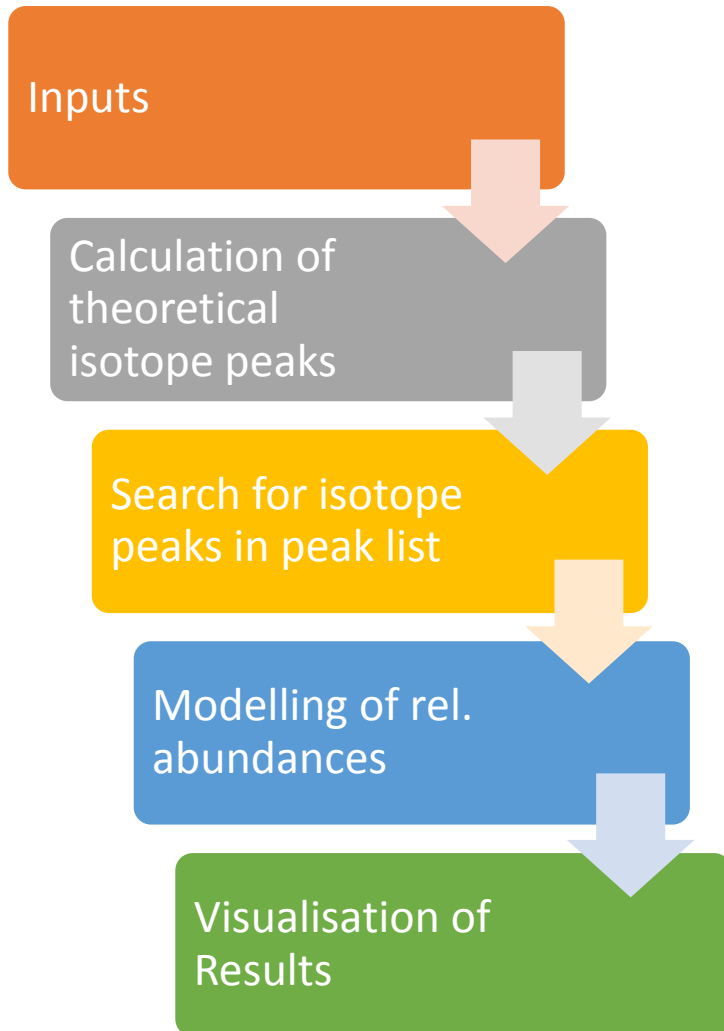 Inputs
Calculation of
theoretical
isotope peaks
Search for isotope
peaks in peak list
Modelling of rel.
abundances
Visualisation of
Results